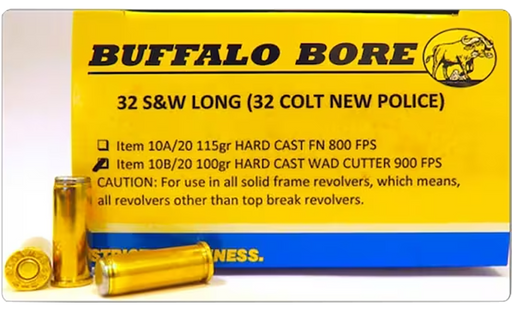 BUFFALO BORE
32 S&W LONG (32 COLT NEW POLICE)
Item 10A/20 115gr HARD CAST FN 800 FPS
Item 10B/20 100gr HARD CAST WAD CUTTER 900 FPS
CAUTION: For use in all solid frame revolvers, which means,
all revolvers other than top break revolvers.